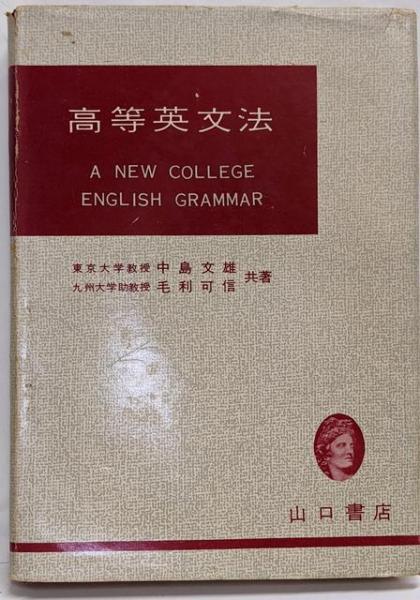 高等英文法
A NEW COLLEGE
ENGLISH GRAMMAR
東京大学教授 中島文雄
九州大学助教授 毛利可信 共著
山口書店